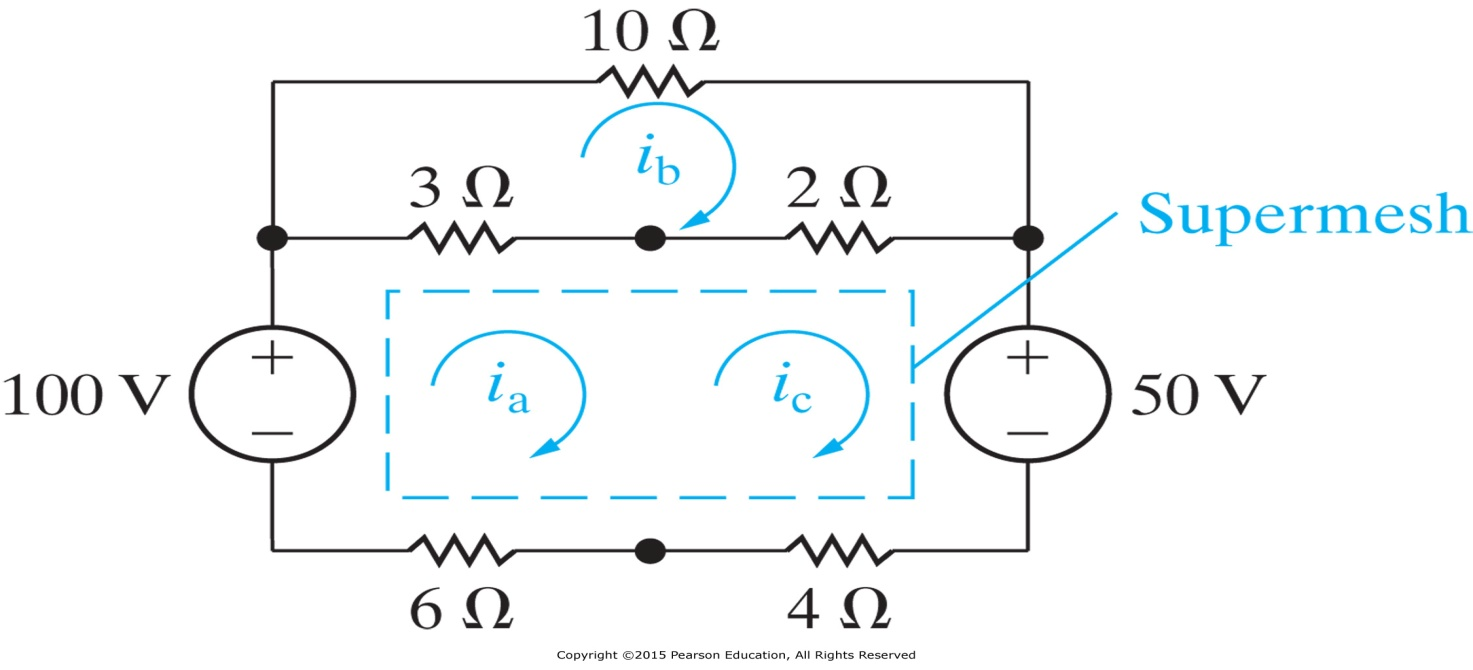 10 Ω
i_b
3 Ω
2 Ω
Supermesh
100 V
+
−
i_a
i_c
+
−
50 V
6 Ω
4 Ω
Copyright ©2015 Pearson Education, All Rights Reserved